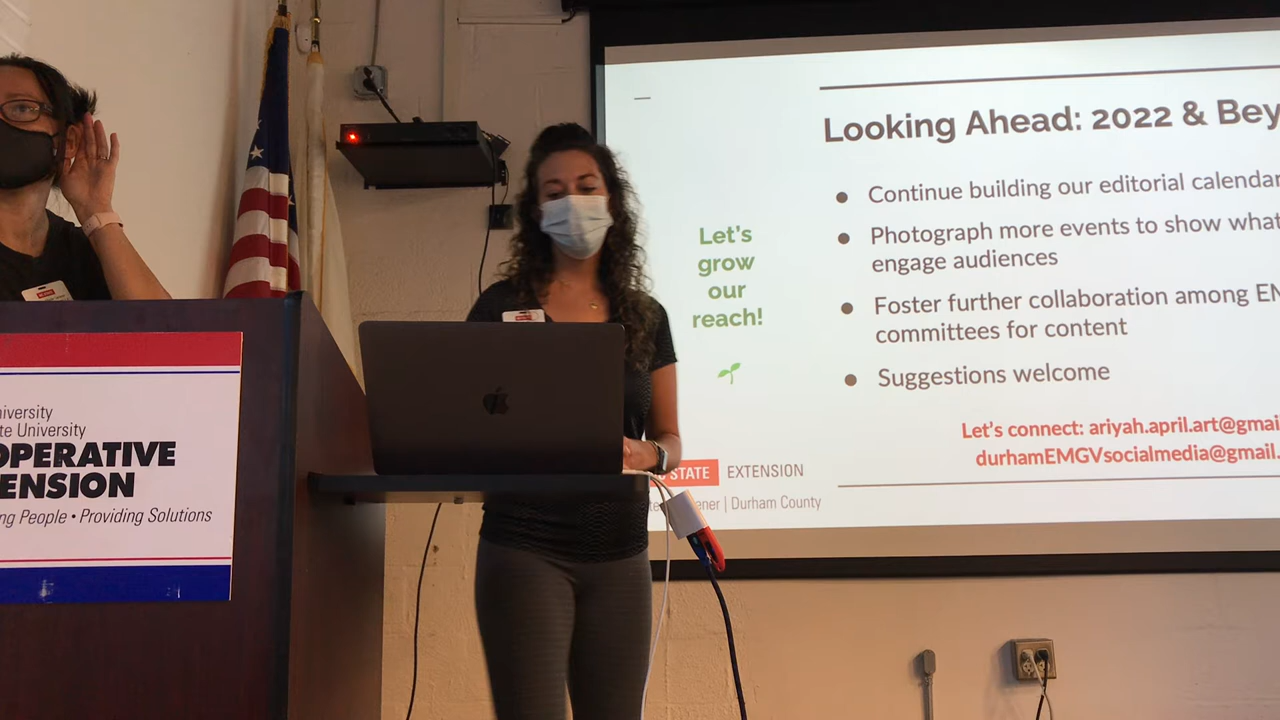 Looking Ahead: 2022 & Bey
Continue building our editorial calendar
Photograph more events to show what
engage audiences
Foster further collaboration among EM
committees for content
Suggestions welcome
Let's connect: ariyah.april.art@gmai
durhamEMGVsocialmedia@gmail.
Let's
grow
our
reach!
STATE EXTENSION
ener | Durham County
iversity
te University
OPERATIVE
ENSION
ng People • Providing Solutions